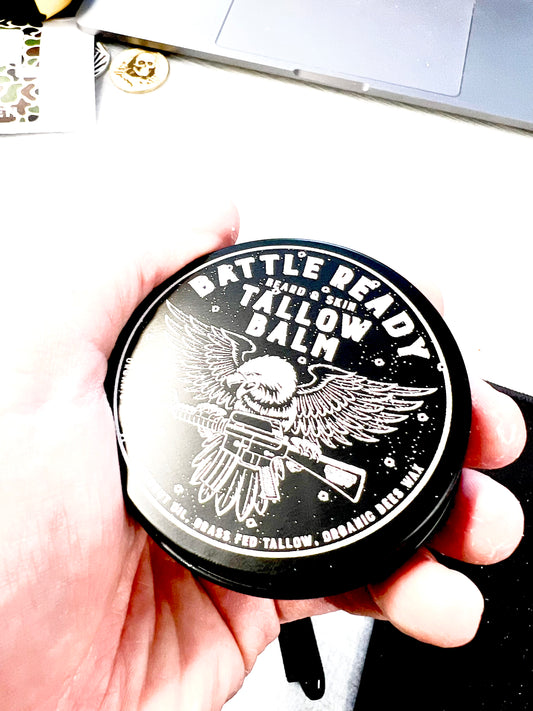 BATTLE READY
BEARD & SKIN
TALLOW
BALM
GRASS FED TALLOW, ORGANIC BEES WAX